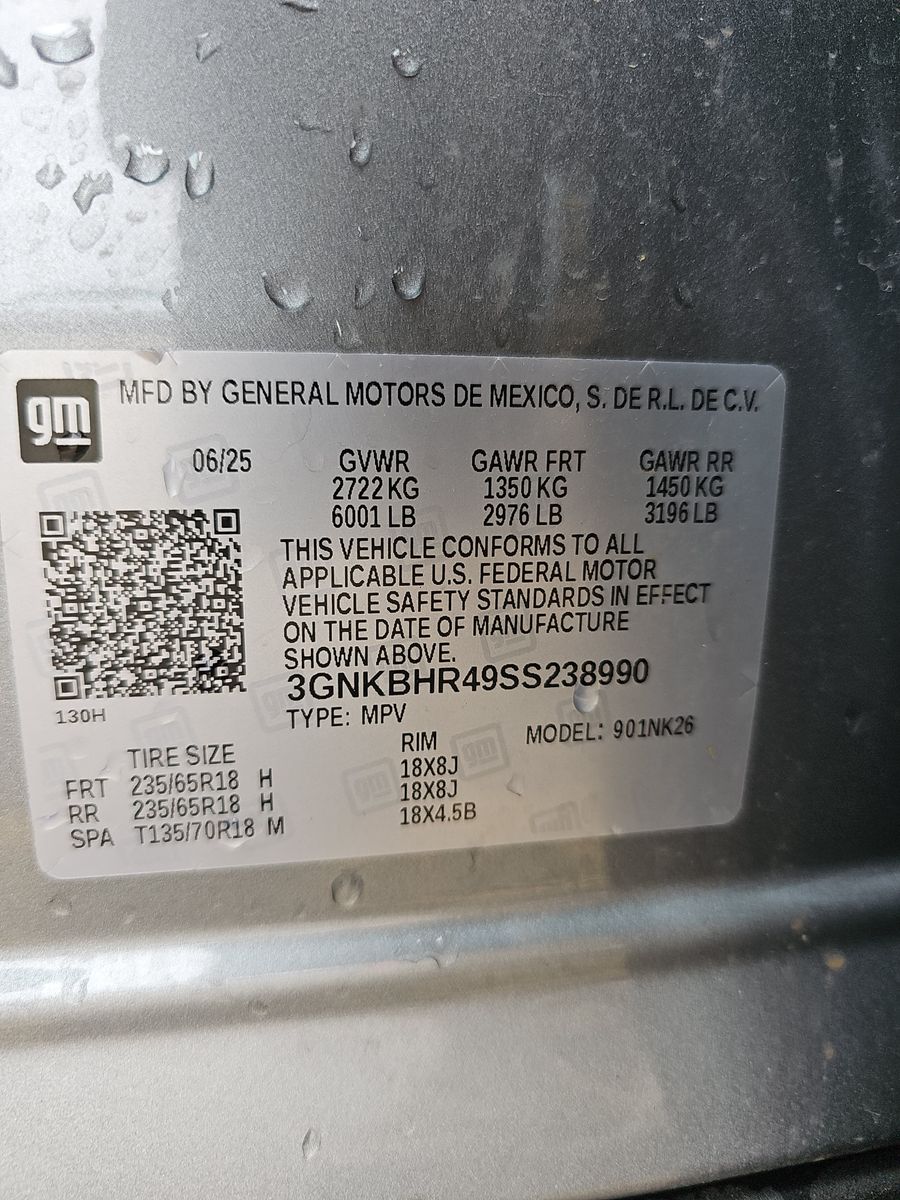 gm
MFD BY GENERAL MOTORS DE MEXICO, S. DE R.L. DE C.V.
06/25 GVWR GAWR FRT GAWR RR
2722 KG 1350 KG 1450 KG
6001 LB 2976 LB 3196 LB
THIS VEHICLE CONFORMS TO ALL
APPLICABLE U.S. FEDERAL MOTOR
VEHICLE SAFETY STANDARDS IN EFFECT
ON THE DATE OF MANUFACTURE
SHOWN ABOVE.
3GNKBHR49SS238990
130H
TYPE: MPV MODEL: 901NK26
TIRE SIZE RIM
FRT 235/65R18 H 18X8J
RR 235/65R18 H 18X8J
SPA T135/70R18 M 18X4.5B